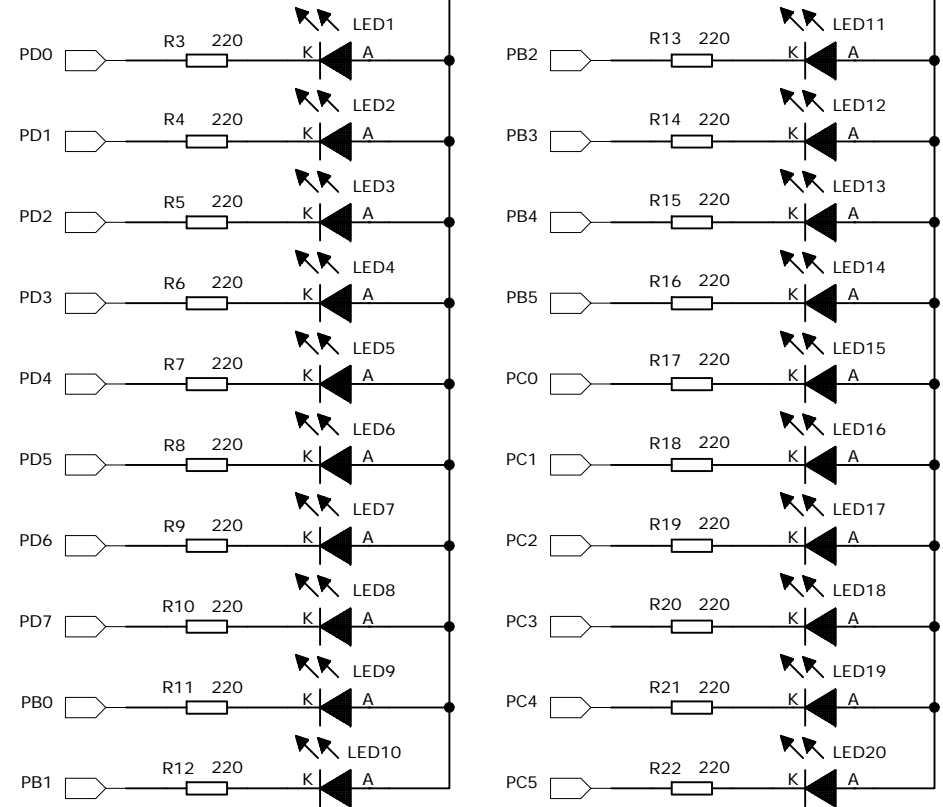 LED1 LED11
PD0 R3 220 K A PB2 R13 220 K A
LED2 LED12
PD1 R4 220 K A PB3 R14 220 K A
LED3 LED13
PD2 R5 220 K A PB4 R15 220 K A
LED4 LED14
PD3 R6 220 K A PB5 R16 220 K A
LED5 LED15
PD4 R7 220 K A PC0 R17 220 K A
LED6 LED16
PD5 R8 220 K A PC1 R18 220 K A
LED7 LED17
PD6 R9 220 K A PC2 R19 220 K A
LED8 LED18
PD7 R10 220 K A PC3 R20 220 K A
LED9 LED19
PB0 R11 220 K A PC4 R21 220 K A
LED10 LED20
PB1 R12 220 K A PC5 R22 220 K A